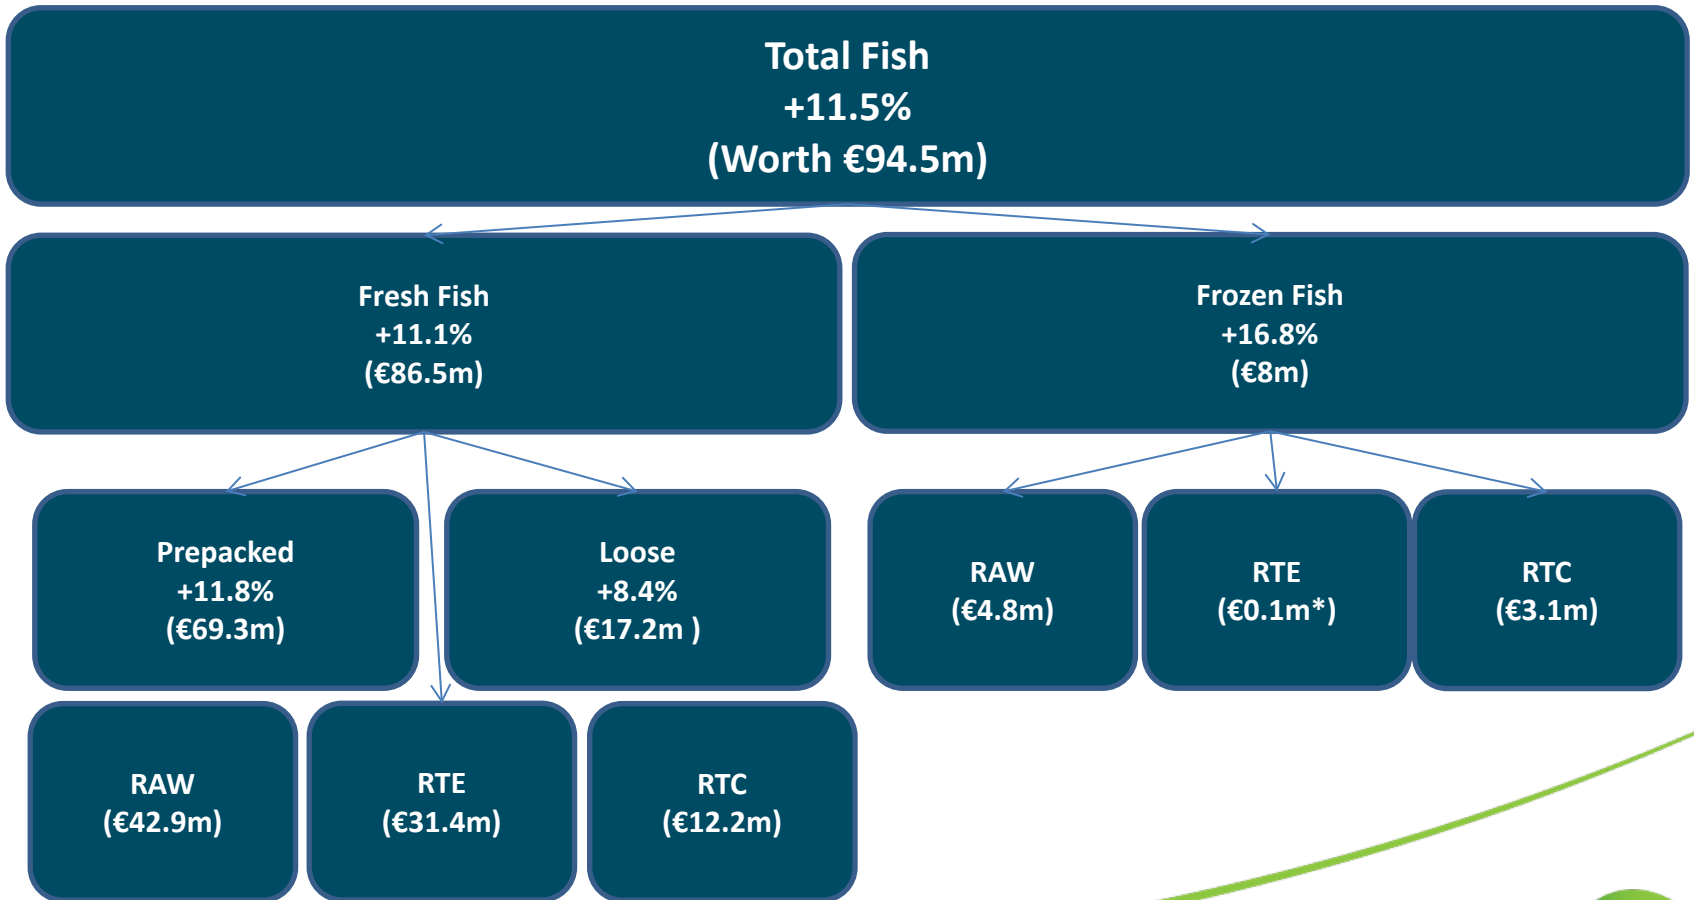 Total Fish
+11.5%
(Worth €94.5m)
Fresh Fish
+11.1%
(€86.5m)
Frozen Fish
+16.8%
(€8m)
Prepacked
+11.8%
(€69.3m)
Loose
+8.4%
(€17.2m )
RAW
(€4.8m)
RTE
(€0.1m*)
RTC
(€3.1m)
RAW
(€42.9m)
RTE
(€31.4m)
RTC
(€12.2m)